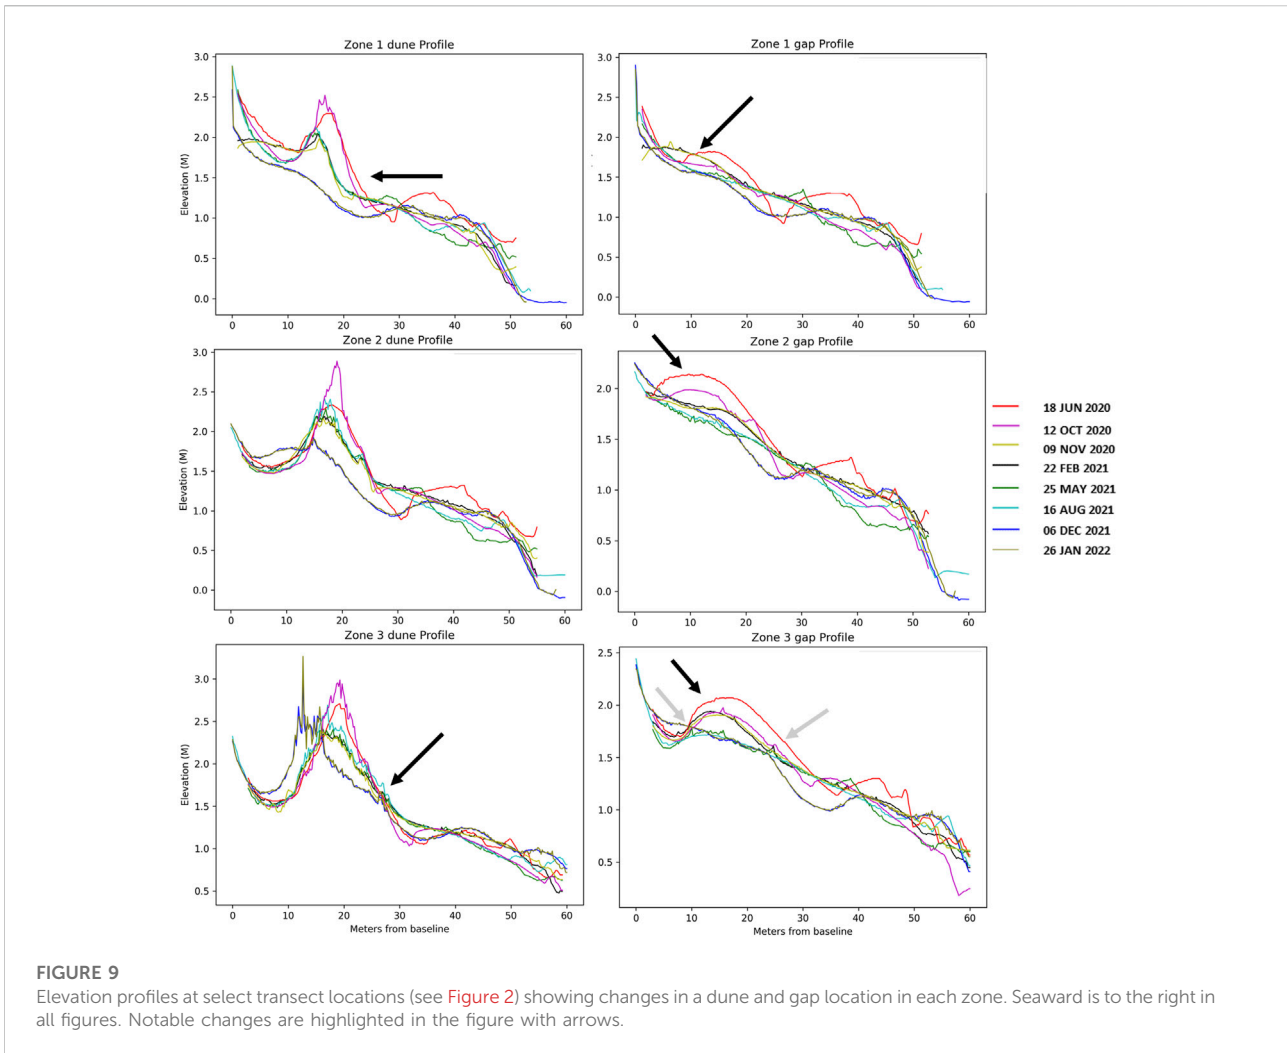 Zone 1 dune Profile
Elevation (M)
3.0
2.5
2.0
1.5
1.0
0.5
0.0
0 10 20 30 40 50 60
Zone 1 gap Profile
3.0
2.5
2.0
1.5
1.0
0.5
0.0
0 10 20 30 40 50 60
Zone 2 dune Profile
Elevation (M)
3.0
2.5
2.0
1.5
1.0
0.5
0.0
0 10 20 30 40 50 60
Zone 2 gap Profile
2.0
1.5
1.0
0.5
0.0
0 10 20 30 40 50 60
18 JUN 2020
12 OCT 2020
09 NOV 2020
22 FEB 2021
25 MAY 2021
16 AUG 2021
06 DEC 2021
26 JAN 2022
Zone 3 dune Profile
Elevation (M)
3.0
2.5
2.0
1.5
1.0
0.5
0 10 20 30 40 50 60
Meters from baseline
Zone 3 gap Profile
2.5
2.0
1.5
1.0
0.5
0 10 20 30 40 50 60
Meters from baseline
FIGURE 9
Elevation profiles at select transect locations (see Figure 2) showing changes in a dune and gap location in each zone. Seaward is to the right in
all figures. Notable changes are highlighted in the figure with arrows.